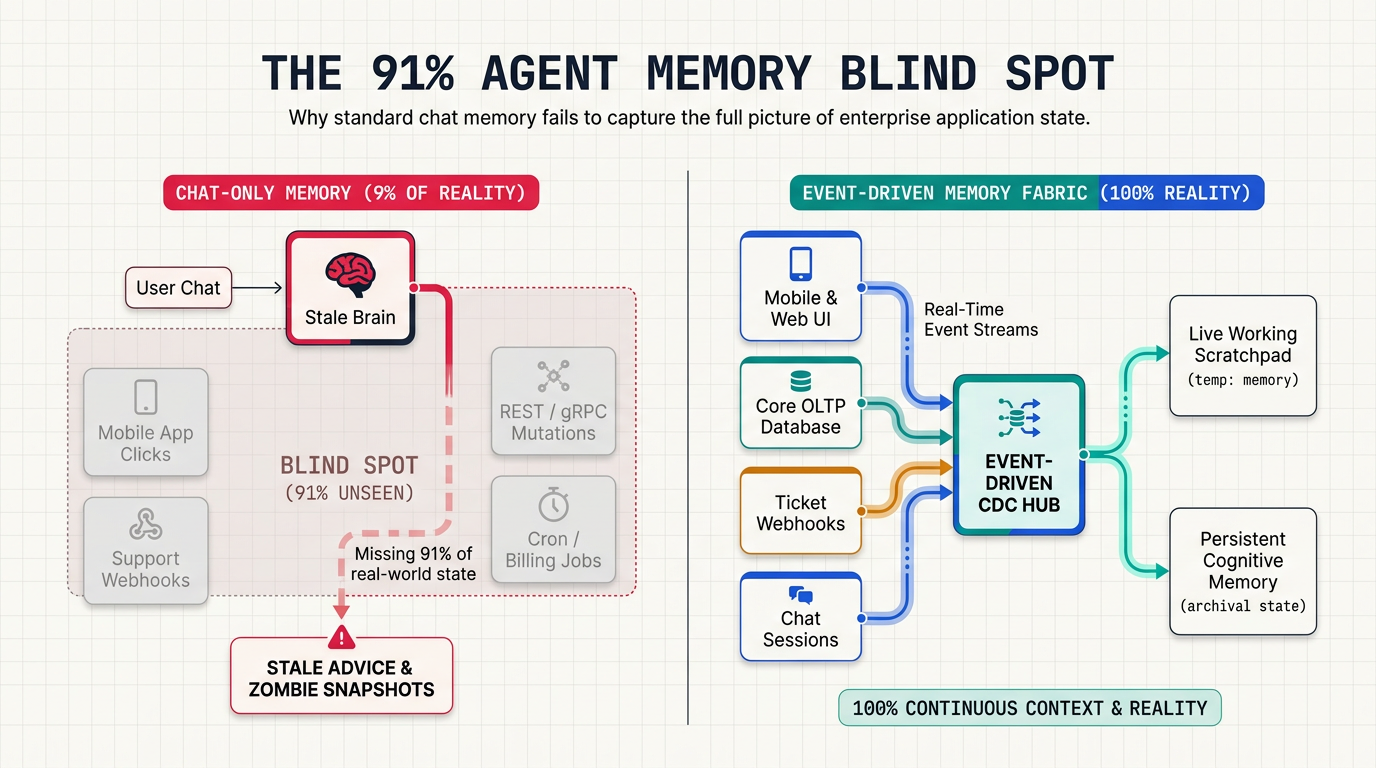 THE 91% AGENT MEMORY BLIND SPOT
Why standard chat memory fails to capture the full picture of enterprise application state.
CHAT-ONLY MEMORY (9% OF REALITY)
User Chat
Stale Brain
Mobile App
Clicks
Support
Webhooks
BLIND SPOT
(91% UNSEEN)
REST / gRPC
Mutations
Cron /
Billing Jobs
Missing 91% of
real-world state
STALE ADVICE &
ZOMBIE SNAPSHOTS
EVENT-DRIVEN MEMORY FABRIC (100% REALITY)
Mobile &
Web UI
Core OLTP
Database
Ticket
Webhooks
Chat
Sessions
Real-Time
Event Streams
EVENT-
DRIVEN
CDC HUB
Live Working
Scratchpad
(temp: memory)
Persistent
Cognitive
Memory
(archival state)
100% CONTINUOUS CONTEXT & REALITY